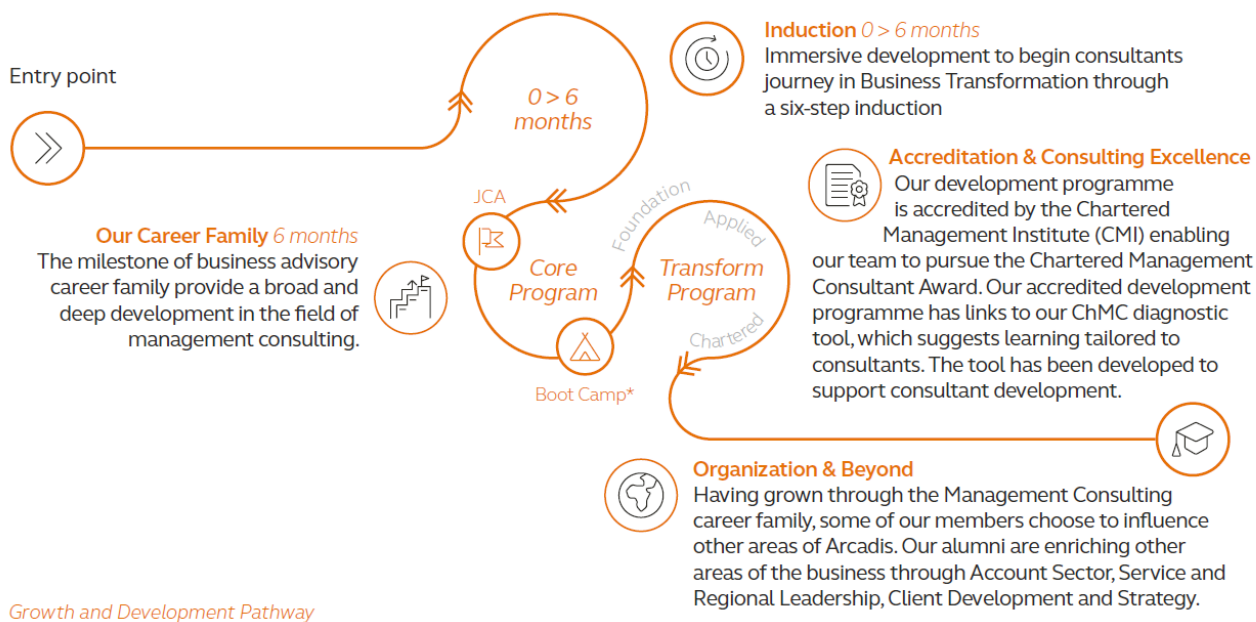 Entry point
0 > 6
months
Induction 0 > 6 months
Immersive development to begin consultants
journey in Business Transformation through
a six-step induction
Accreditation & Consulting Excellence
Our development programme
is accredited by the Chartered
Management Institute (CMI) enabling
our team to pursue the Chartered Management
Consultant Award. Our accredited development
programme has links to our ChMC diagnostic
tool, which suggests learning tailored to
consultants. The tool has been developed to
support consultant development.
JCA
Our Career Family 6 months
The milestone of business advisory
career family provide a broad and
deep development in the field of
management consulting.
Core
Program
Boot Camp*
Foundation
Applied
Transform
Program
Chartered
Organization & Beyond
Having grown through the Management Consulting
career family, some of our members choose to influence
other areas of Arcadis. Our alumni are enriching other
areas of the business through Account Sector, Service and
Regional Leadership, Client Development and Strategy.
Growth and Development Pathway